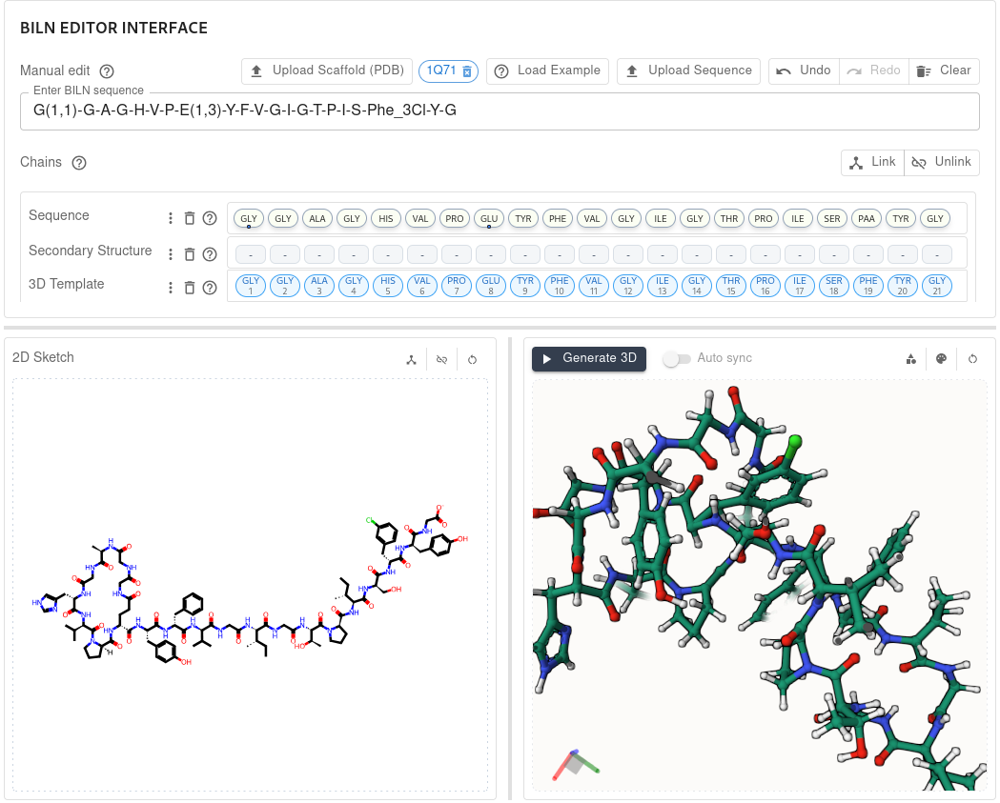 BILN EDITOR INTERFACE
Manual edit ? Upload Scaffold (PDB) 1Q71 ? Load Example Upload Sequence Undo Redo Clear
Enter BILN sequence
G(1,1)-G-A-G-H-V-P-E(1,3)-Y-F-V-G-I-G-T-P-I-S-Phe_3Cl-Y-G
Chains ? Link Unlink
Sequence ? GLY GLY ALA GLY HIS VAL PRO GLU TYR PHE VAL GLY ILE GLY THR PRO ILE SER PAA TYR GLY
Secondary Structure ? - - - - - - - - - - - - - - - - - - - - -
3D Template ? GLY GLY ALA GLY HIS VAL PRO GLU TYR PHE VAL GLY ILE GLY THR PRO ILE SER PHE TYR GLY
1 2 3 4 5 6 7 8 9 10 11 12 13 14 15 16 17 18 19 20 21
2D Sketch
Generate 3D Auto sync